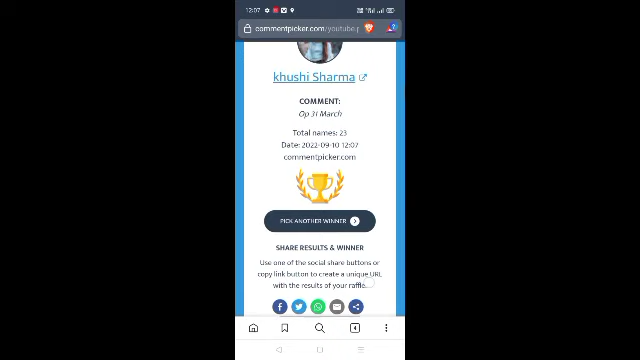 12:07
commentpicker.com/youtube.p
khushi Sharma
COMMENT:
Op 31 March
Total names: 23
Date: 2022-09-10 12:07
commentpicker.com
PICK ANOTHER WINNER
SHARE RESULTS & WINNER
Use one of the social share buttons or
copy link button to create a unique URL
with the results of your raffle.
4